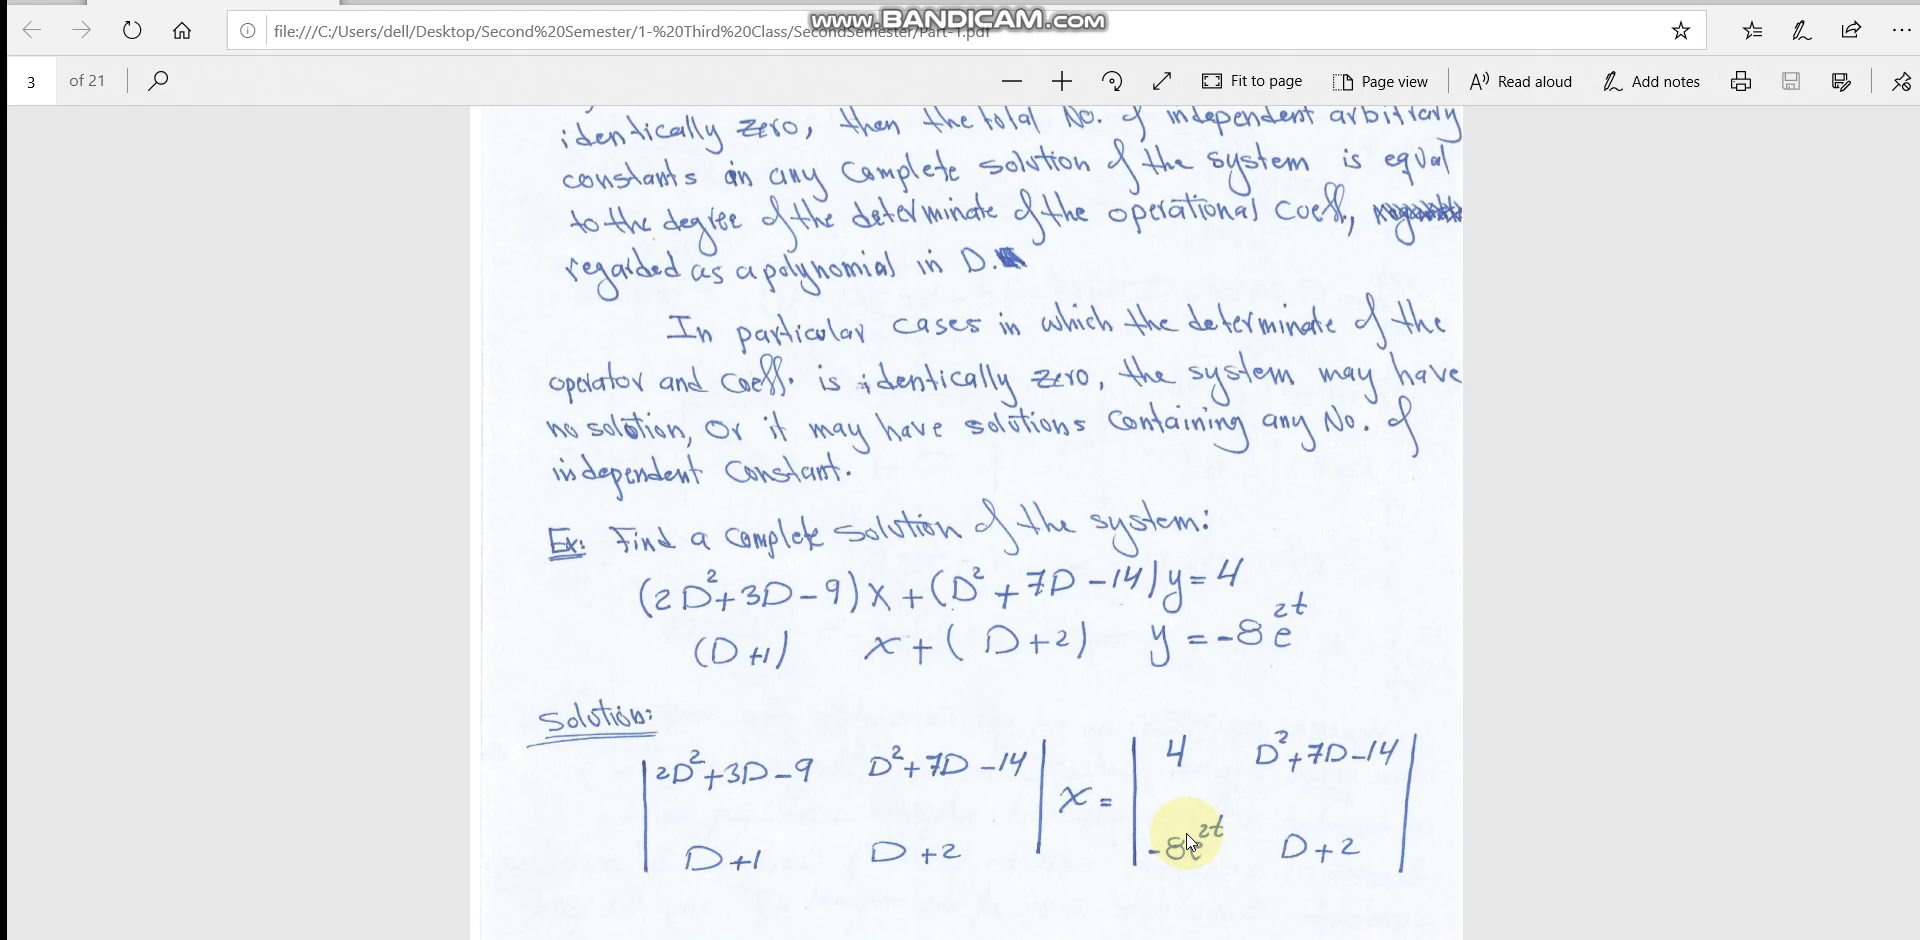 www.BANDICAM.com
file:///C:/Users/dell/Desktop/Second%20Semester/1-%20Third%20Class/SecondSemester/Part-1.pdf
3 of 21
Fit to page
Page view
Read aloud
Add notes
identically zero, then the total No. of independent arbitrary
constants in any complete solution of the system is equal
to the degree of the determinate of the operational Coeff,
regarded as a polynomial in D.
In particular cases in which the determinate of the
operator and Coeff. is identically zero, the system may have
no solution, Or it may have solutions containing any No. of
independent Constant.
Ex: Find a complete solution of the system:
(2D²+3D-9)x+(D²+7D-14)y=4
(D+1) x+(D+2) y=-8e^2t
Solution:
|2D²+3D-9 D²+7D-14| x = |4 D²+7D-14|
|D+1 D+2| |-8e^2t D+2|